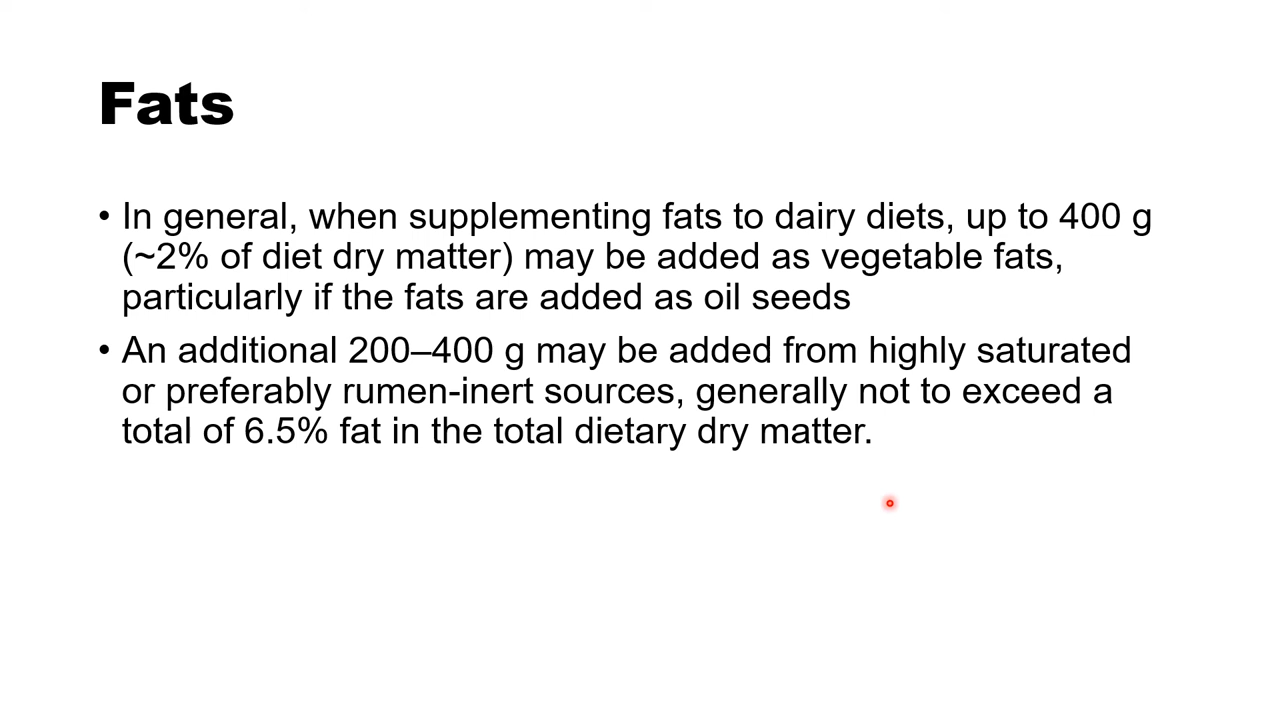 Fats
• In general, when supplementing fats to dairy diets, up to 400 g
(~2% of diet dry matter) may be added as vegetable fats,
particularly if the fats are added as oil seeds
• An additional 200–400 g may be added from highly saturated
or preferably rumen-inert sources, generally not to exceed a
total of 6.5% fat in the total dietary dry matter.